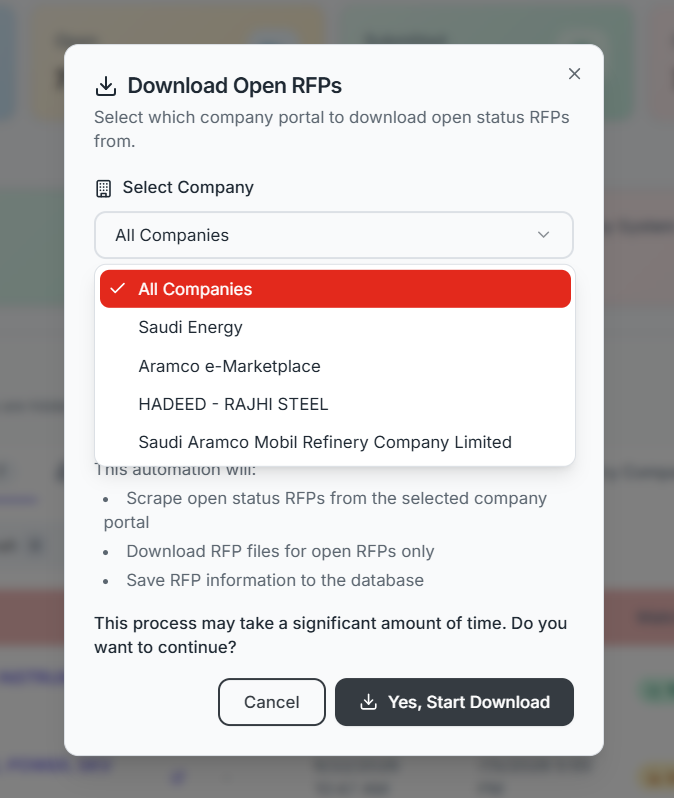 Download Open RFPs
Select which company portal to download open status RFPs
from.
Select Company
All Companies
All Companies
Saudi Energy
Aramco e-Marketplace
HADEED - RAJHI STEEL
Saudi Aramco Mobil Refinery Company Limited
This automation will:
• Scrape open status RFPs from the selected company
portal
• Download RFP files for open RFPs only
• Save RFP information to the database
This process may take a significant amount of time. Do you
want to continue?
Cancel
Yes, Start Download